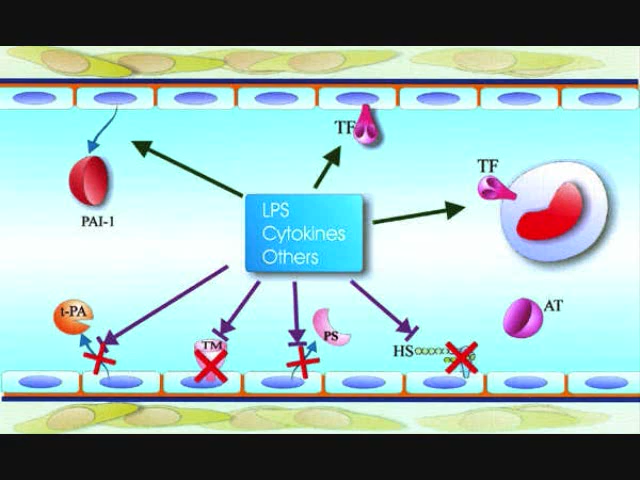 TF
TF
PAI-1
LPS
Cytokines
Others
t-PA
TM
PS
HS
AT